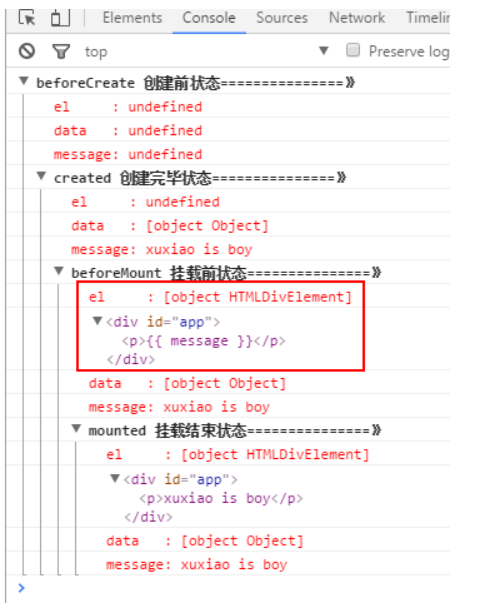 Elements Console Sources Network Timelin
top Preserve log
beforeCreate 创建前状态===============》
el : undefined
data : undefined
message: undefined
created 创建完毕状态===============》
el : undefined
data : [object Object]
message: xuxiao is boy
beforeMount 挂载前状态===============》
el : [object HTMLDivElement]
<div id="app">
<p>{{ message }}</p>
</div>
data : [object Object]
message: xuxiao is boy
mounted 挂载结束状态===============》
el : [object HTMLDivElement]
<div id="app">
<p>xuxiao is boy</p>
</div>
data : [object Object]
message: xuxiao is boy